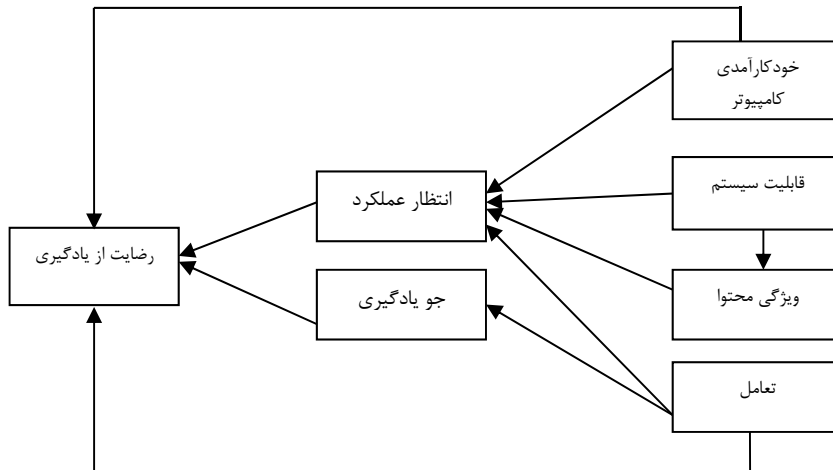 خودکارآمدی
کامپیوتر
قابلیت سیستم
انتظار عملکرد
رضایت از یادگیری
ویژگی محتوا
جو یادگیری
تعامل